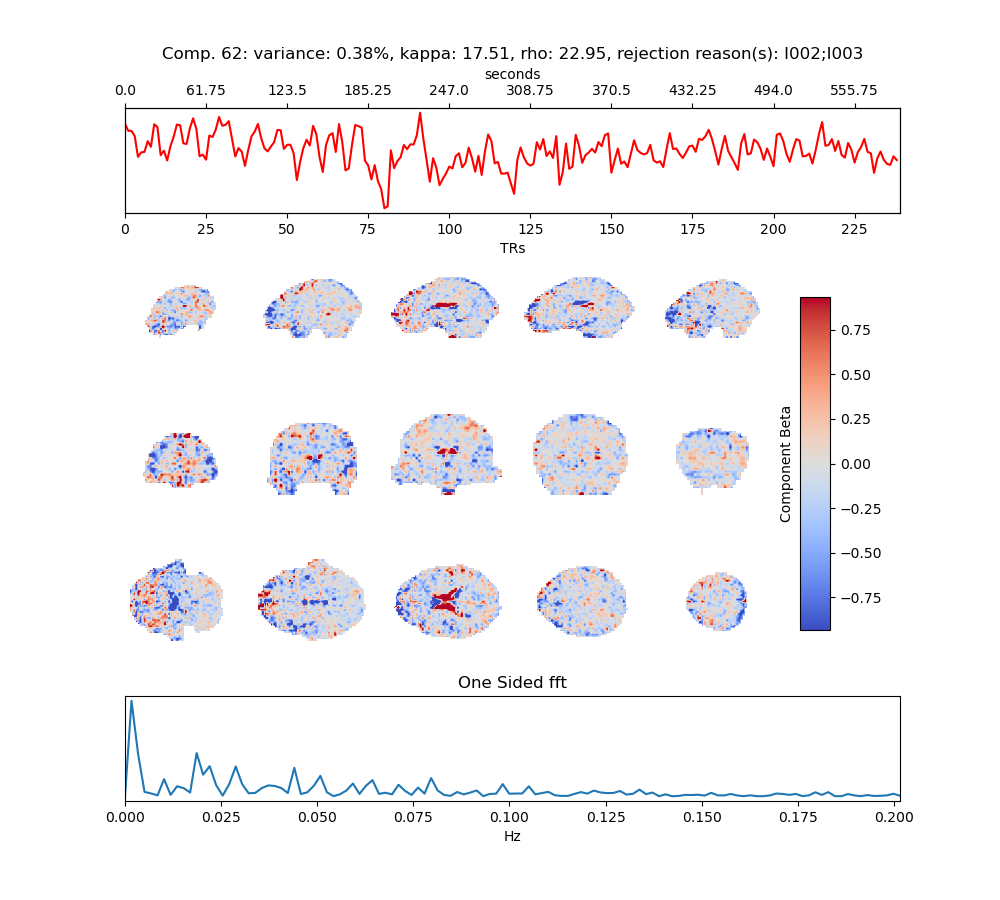 Comp. 62: variance: 0.38%, kappa: 17.51, rho: 22.95, rejection reason(s): I002;I003
seconds
0.0 61.75 123.5 185.25 247.0 308.75 370.5 432.25 494.0 555.75
0 25 50 75 100 125 150 175 200 225
TRs
0.75
0.50
0.25
0.00
−0.25
−0.50
−0.75
Component Beta
One Sided fft
0.000 0.025 0.050 0.075 0.100 0.125 0.150 0.175 0.200
Hz